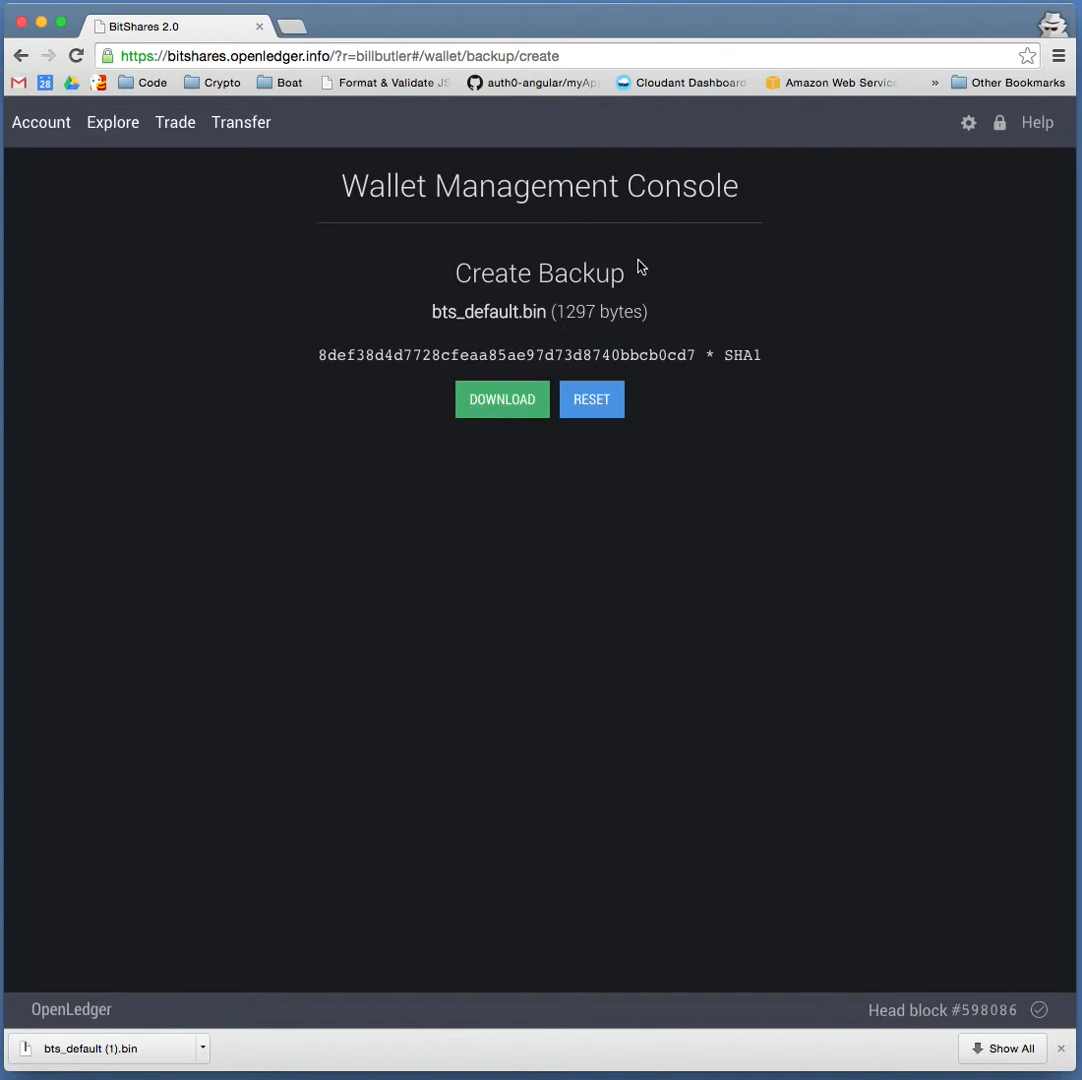 BitShares 2.0
https://bitshares.openledger.info/?r=billbutler#/wallet/backup/create
28
Code
Crypto
Boat
Format & Validate JS
auth0-angular/myAp
Cloudant Dashboard
Amazon Web Service
»
Other Bookmarks
Account
Explore
Trade
Transfer
Help
Wallet Management Console
Create Backup
bts_default.bin (1297 bytes)
8def38d4d7728cfeaa85ae97d73d8740bbcb0cd7 * SHA1
DOWNLOAD
RESET
OpenLedger
Head block #598086
bts_default (1).bin
Show All